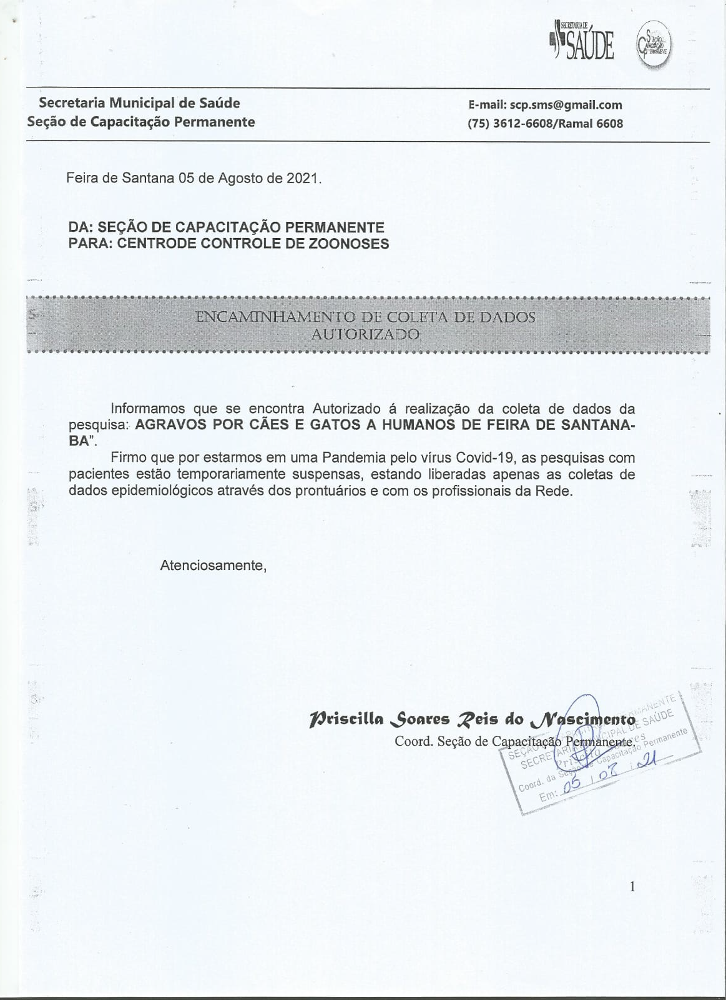 SECRETARIA DE
SAÚDE
Secretaria Municipal de Saúde
Seção de Capacitação Permanente
E-mail: scp.sms@gmail.com
(75) 3612-6608/Ramal 6608
Feira de Santana 05 de Agosto de 2021.
DA: SEÇÃO DE CAPACITAÇÃO PERMANENTE
PARA: CENTRODE CONTROLE DE ZOONOSES
ENCAMINHAMENTO DE COLETA DE DADOS
AUTORIZADO
Informamos que se encontra Autorizado á realização da coleta de dados da
pesquisa: AGRAVOS POR CÃES E GATOS A HUMANOS DE FEIRA DE SANTANA-
BA”.
Firmo que por estarmos em uma Pandemia pelo vírus Covid-19, as pesquisas com
pacientes estão temporariamente suspensas, estando liberadas apenas as coletas de
dados epidemiológicos através dos prontuários e com os profissionais da Rede.
Atenciosamente,
Priscilla Soares Reis do Nascimento
Coord. Seção de Capacitação Permanente.
SEÇÃO PERMANENTE
SECRETARIA MUNICIPAL DE SAÚDE
Coord. da Seção de Capacitação Permanente
Em: 05 / 08 / 21
1